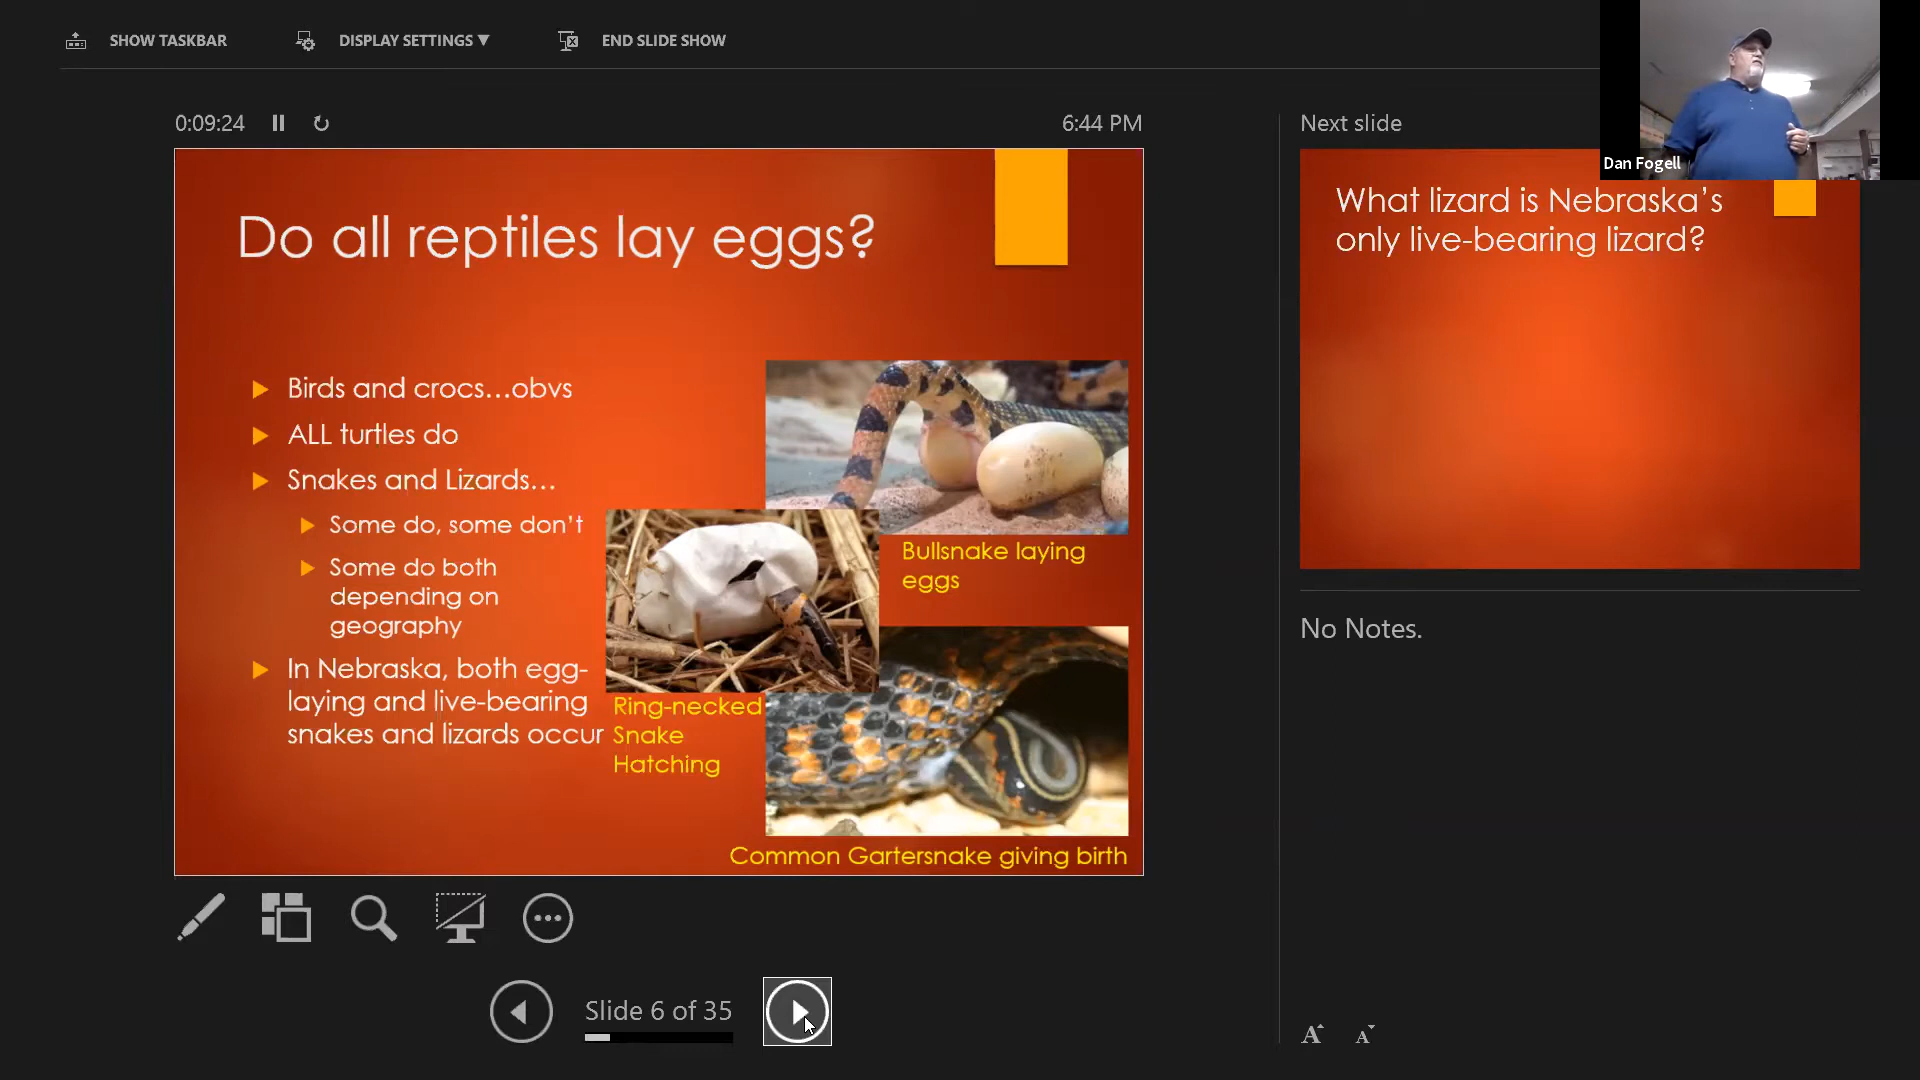 SHOW TASKBAR
DISPLAY SETTINGS ▼
END SLIDE SHOW
0:09:24
6:44 PM
Do all reptiles lay eggs?
Birds and crocs...obvs
ALL turtles do
Snakes and Lizards...
Some do, some don't
Some do both
depending on
geography
In Nebraska, both egg-
laying and live-bearing
snakes and lizards occur
Bullsnake laying
eggs
Ring-necked
Snake
Hatching
Common Gartersnake giving birth
Slide 6 of 35
Next slide
Dan Fogell
What lizard is Nebraska's
only live-bearing lizard?
No Notes.
A A